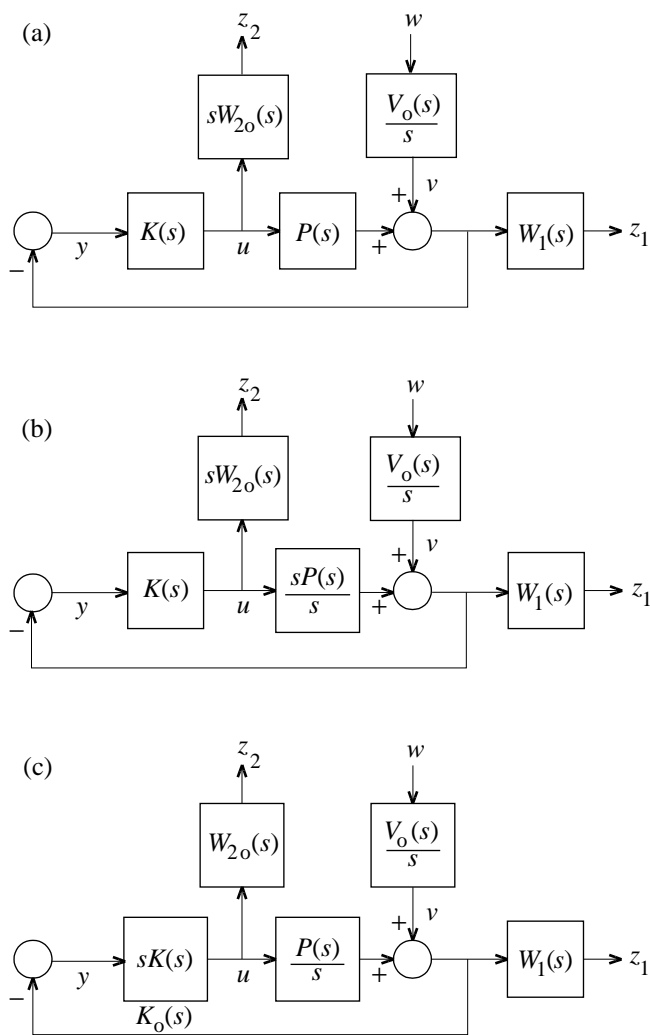 (a)
z2
w
sW2o(s)
Vo(s)
s
+ v
y K(s) u P(s) + W1(s) z1
−
(b)
z2
w
sW2o(s)
Vo(s)
s
+ v
y K(s) u sP(s) + W1(s) z1
s
−
(c)
z2
w
W2o(s)
Vo(s)
s
+ v
y sK(s) u P(s) + W1(s) z1
s
−
Ko(s)